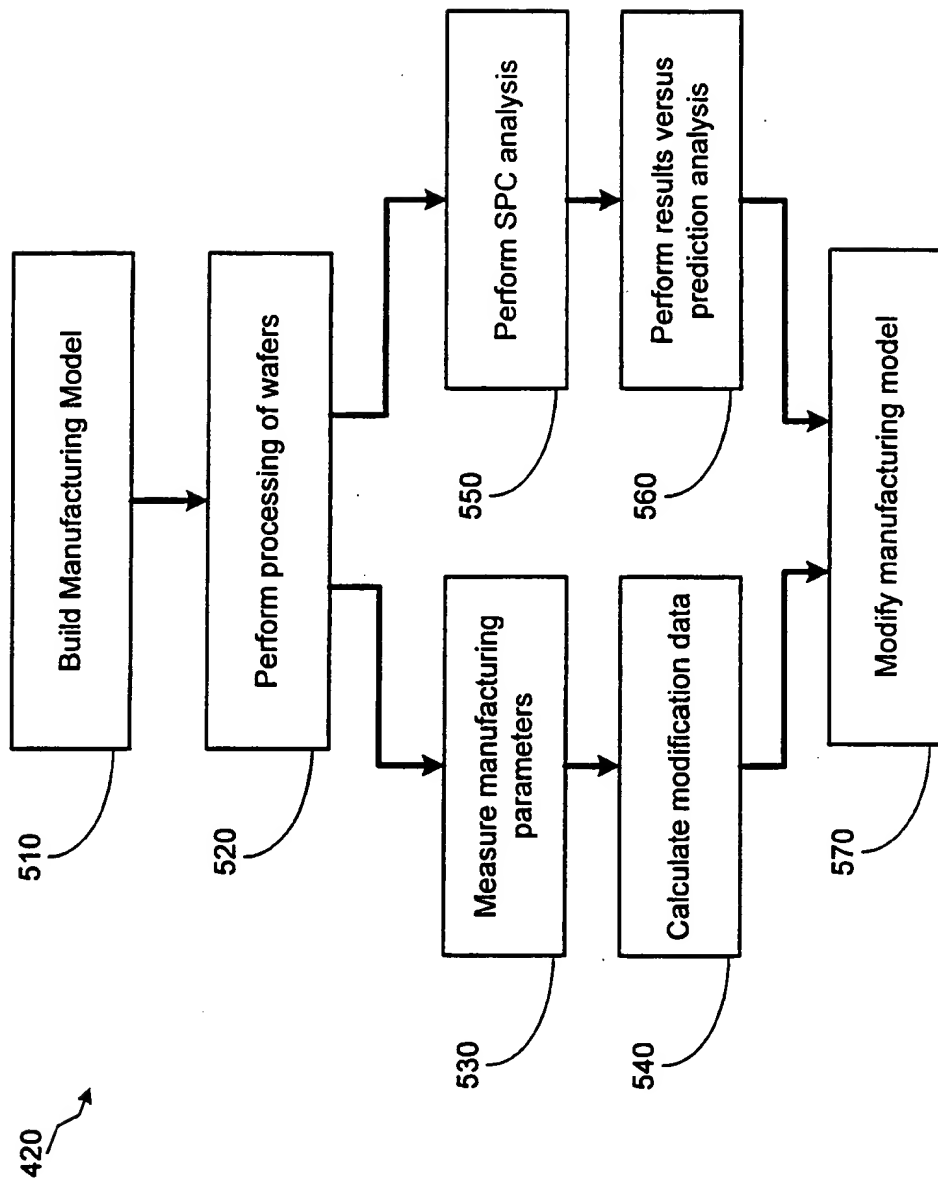 420
510
Build Manufacturing Model
520
Perform processing of wafers
530
Measure manufacturing
parameters
550
Perform SPC analysis
540
Calculate modification data
560
Perform results versus
prediction analysis
570
Modify manufacturing model